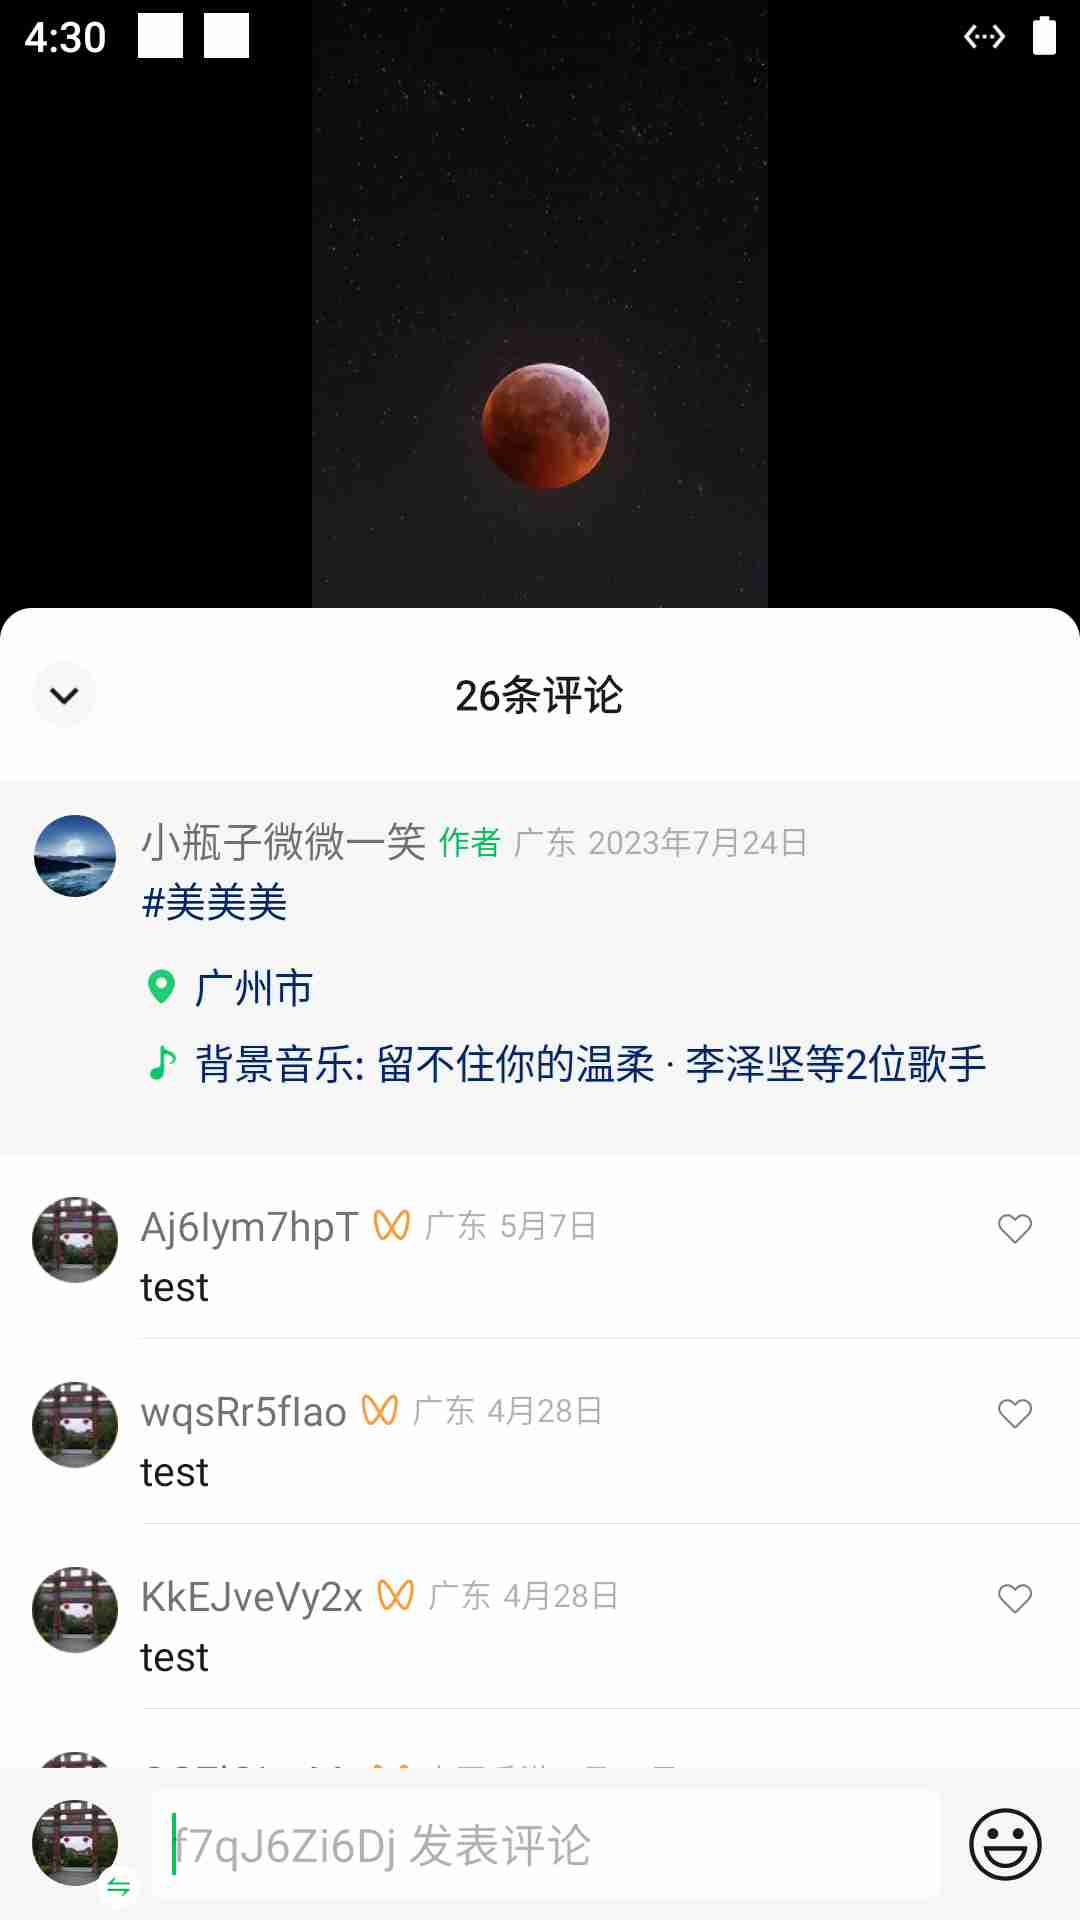 4:30
26条评论
小瓶子微微一笑 作者 广东 2023年7月24日
#美美美
广州市
背景音乐: 留不住你的温柔 · 李泽坚等2位歌手
Aj6Iym7hpT 广东 5月7日
test
wqsRr5fIao 广东 4月28日
test
KkEJveVy2x 广东 4月28日
test
f7qJ6Zi6Dj 发表评论